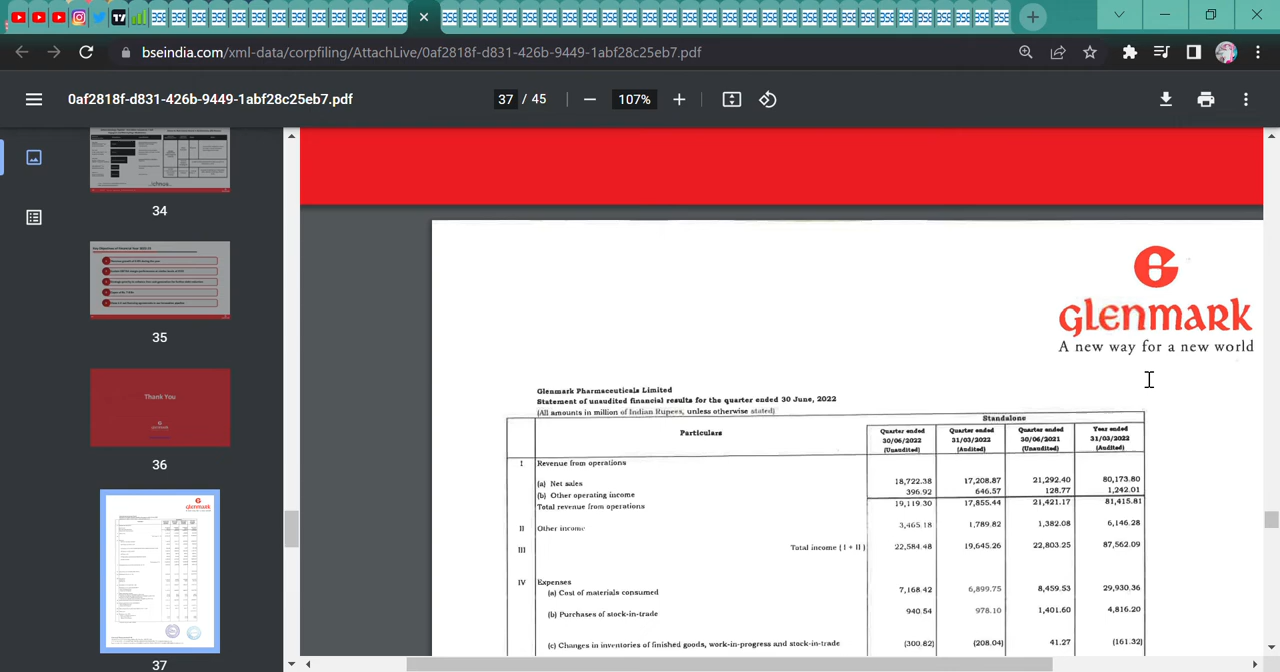 bseindia.com/xml-data/corpfiling/AttachLive/0af2818f-d831-426b-9449-1abf28c25eb7.pdf
0af2818f-d831-426b-9449-1abf28c25eb7.pdf
37 / 45
107%
34
35
Thank You
36
37
glenmark
A new way for a new world
Glenmark Pharmaceuticals Limited
Statement of unaudited financial results for the quarter ended 30 June, 2022
(All amounts in million of Indian Rupees, unless otherwise stated)
Standalone
Particulars Quarter ended Quarter ended Quarter ended Year ended
30/06/2022 31/03/2022 30/06/2021 31/03/2022
(Unaudited) (Audited) (Unaudited) (Audited)
I Revenue from operations
(a) Net sales 18,722.38 17,208.87 21,292.40 80,173.80
(b) Other operating income 396.92 646.57 128.77 1,242.01
Total revenue from operations 19,119.30 17,855.44 21,421.17 81,415.81
II Other income 3,465.18 1,789.82 1,382.08 6,146.28
III Total income ( I + II ) 22,584.48 19,645.26 22,803.25 87,562.09
IV Expenses
(a) Cost of materials consumed 7,168.42 6,899.75 8,459.53 29,930.36
(b) Purchases of stock-in-trade 940.54 978.10 1,401.60 4,816.20
(c) Changes in inventories of finished goods, work-in-progress and stock-in-trade (300.82) (208.04) 41.27 (161.32)